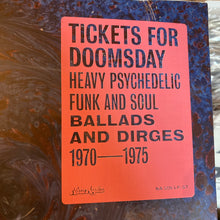 TiCKETS FOR
DOOMSDAY
HEAVY PSYCHEDELIC
FUNK AND SOUL
BALLADS
AND DIRGES
1970—1975